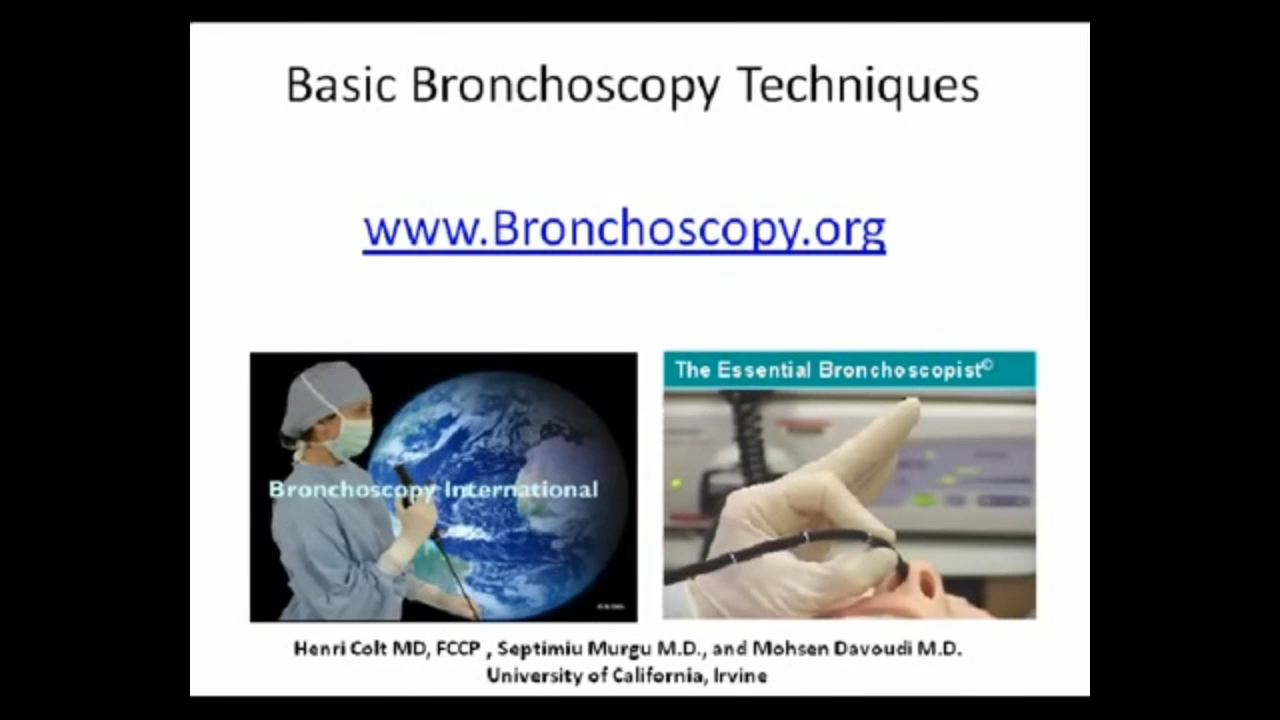 Basic Bronchoscopy Techniques
www.Bronchoscopy.org
The Essential Bronchoscopist©
Bronchoscopy International
Henri Colt MD, FCCP , Septimiu Murgu M.D., and Mohsen Davoudi M.D.
University of California, Irvine